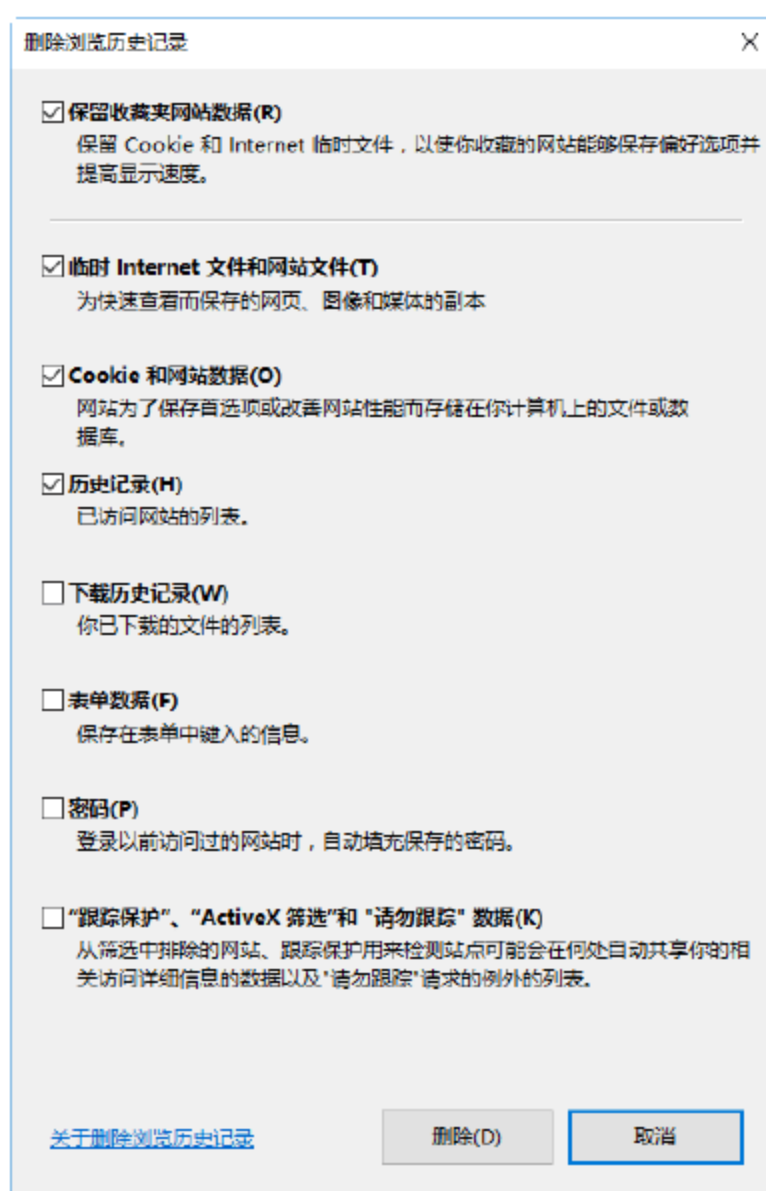 删除浏览历史记录
保留收藏夹网站数据(R)
保留 Cookie 和 Internet 临时文件，以使你收藏的网站能够保存偏好选项并
提高显示速度。
临时 Internet 文件和网站文件(T)
为快速查看而保存的网页、图像和媒体的副本
Cookie 和网站数据(O)
网站为了保存首选项或改善网站性能而存储在你计算机上的文件或数
据库。
历史记录(H)
已访问网站的列表。
下载历史记录(W)
你已下载的文件的列表。
表单数据(F)
保存在表单中键入的信息。
密码(P)
登录以前访问过的网站时，自动填充保存的密码。
“跟踪保护”、“ActiveX 筛选”和 "请勿跟踪" 数据(K)
从筛选中排除的网站、跟踪保护用来检测站点可能会在何处自动共享你的相
关访问详细信息的数据以及"请勿跟踪"请求的例外的列表。
关于删除浏览历史记录
删除(D)
取消